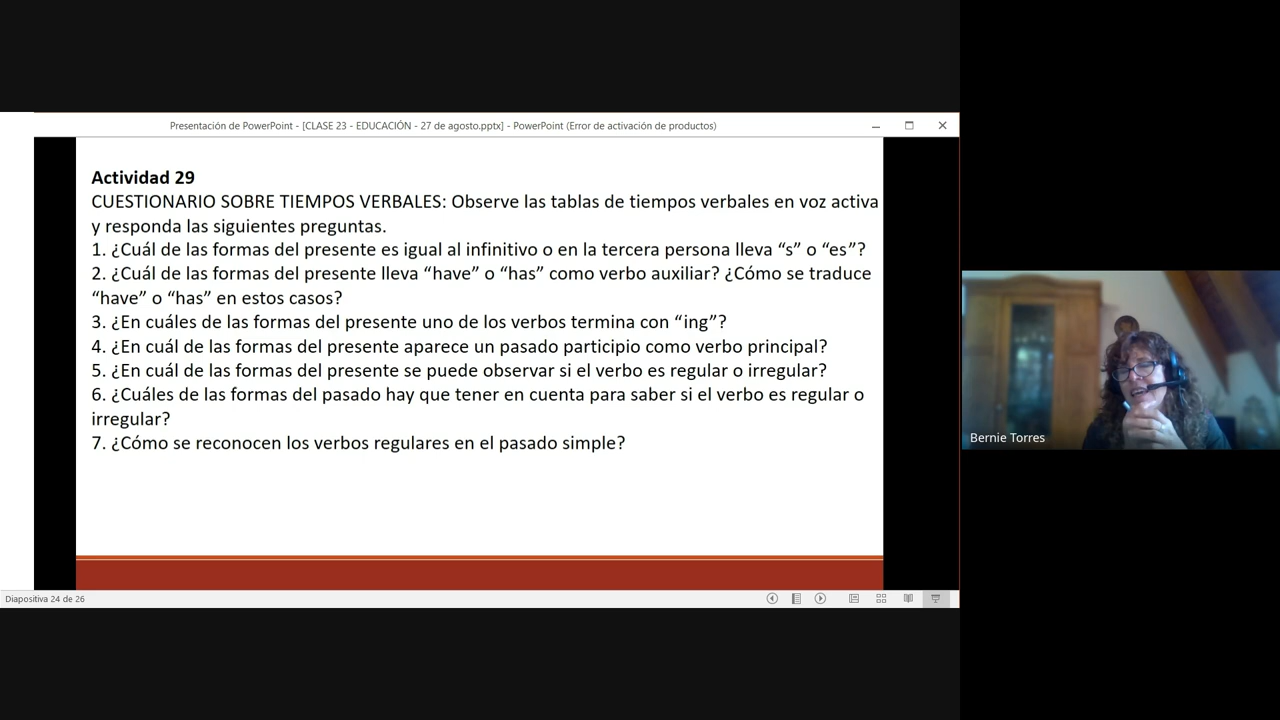 Presentación de PowerPoint - [CLASE 23 - EDUCACIÓN - 27 de agosto.pptx] - PowerPoint (Error de activación de productos)
Actividad 29
CUESTIONARIO SOBRE TIEMPOS VERBALES: Observe las tablas de tiempos verbales en voz activa
y responda las siguientes preguntas.
1. ¿Cuál de las formas del presente es igual al infinitivo o en la tercera persona lleva “s” o “es”?
2. ¿Cuál de las formas del presente lleva “have” o “has” como verbo auxiliar? ¿Cómo se traduce
“have” o “has” en estos casos?
3. ¿En cuáles de las formas del presente uno de los verbos termina con “ing”?
4. ¿En cuál de las formas del presente aparece un pasado participio como verbo principal?
5. ¿En cuál de las formas del presente se puede observar si el verbo es regular o irregular?
6. ¿Cuáles de las formas del pasado hay que tener en cuenta para saber si el verbo es regular o
irregular?
7. ¿Cómo se reconocen los verbos regulares en el pasado simple?
Bernie Torres
Diapositiva 24 de 26